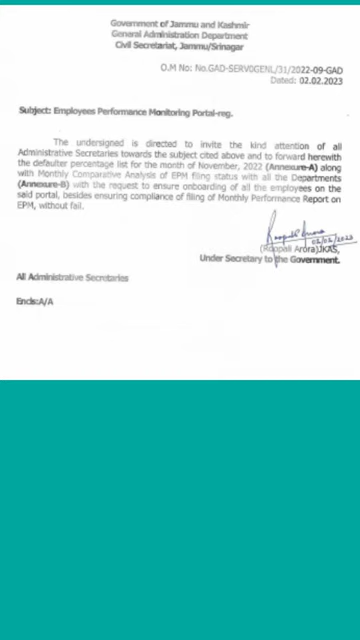 Government of Jammu and Kashmir
General Administration Department
Civil Secretariat, Jammu/Srinagar
O.M No: No.GAD-SERV0GENL/31/2022-09-GAD
Dated: 02.02.2023
Subject: Employees Performance Monitoring Portal-reg.
The undersigned is directed to invite the kind attention of all
Administrative Secretaries towards the subject cited above and to forward herewith
the defaulter percentage list for the month of November, 2022 (Annexure-A) along
with Monthly Comparative Analysis of EPM filing status with all the Departments
(Annexure-B) with the request to ensure onboarding of all the employees on the
said portal, besides ensuring compliance of filing of Monthly Performance Report on
EPM, without fail.
02/02/2023
(Roopali Arora)JKAS,
Under Secretary to the Government.
All Administrative Secretaries
Encls:A/A